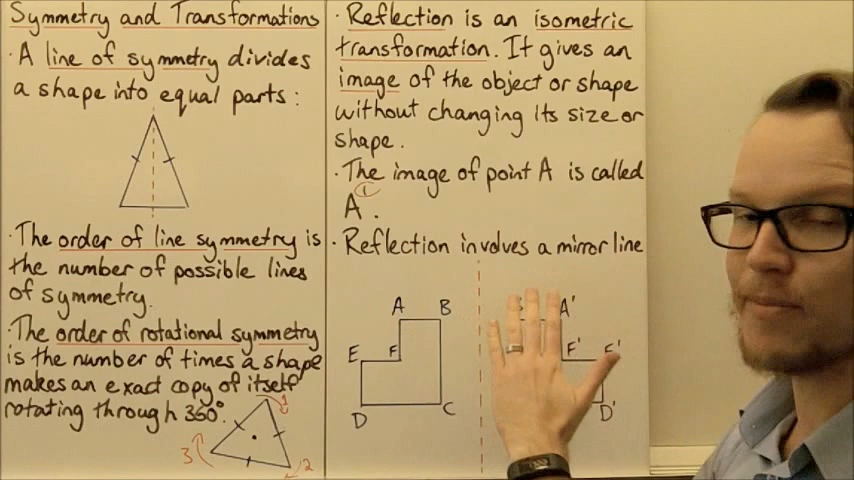 Symmetry and Transformations
· A line of symmetry divides
a shape into equal parts:
· The order of line symmetry is
the number of possible lines
of symmetry.
· The order of rotational symmetry
is the number of times a shape
makes an exact copy of itself
rotating through 360°.
1
3
2
· Reflection is an isometric
transformation. It gives an
image of the object or shape
without changing its size or
shape.
· The image of point A is called
A'.
· Reflection involves a mirror line
A B
E F
D C
A'
F' E'
D'